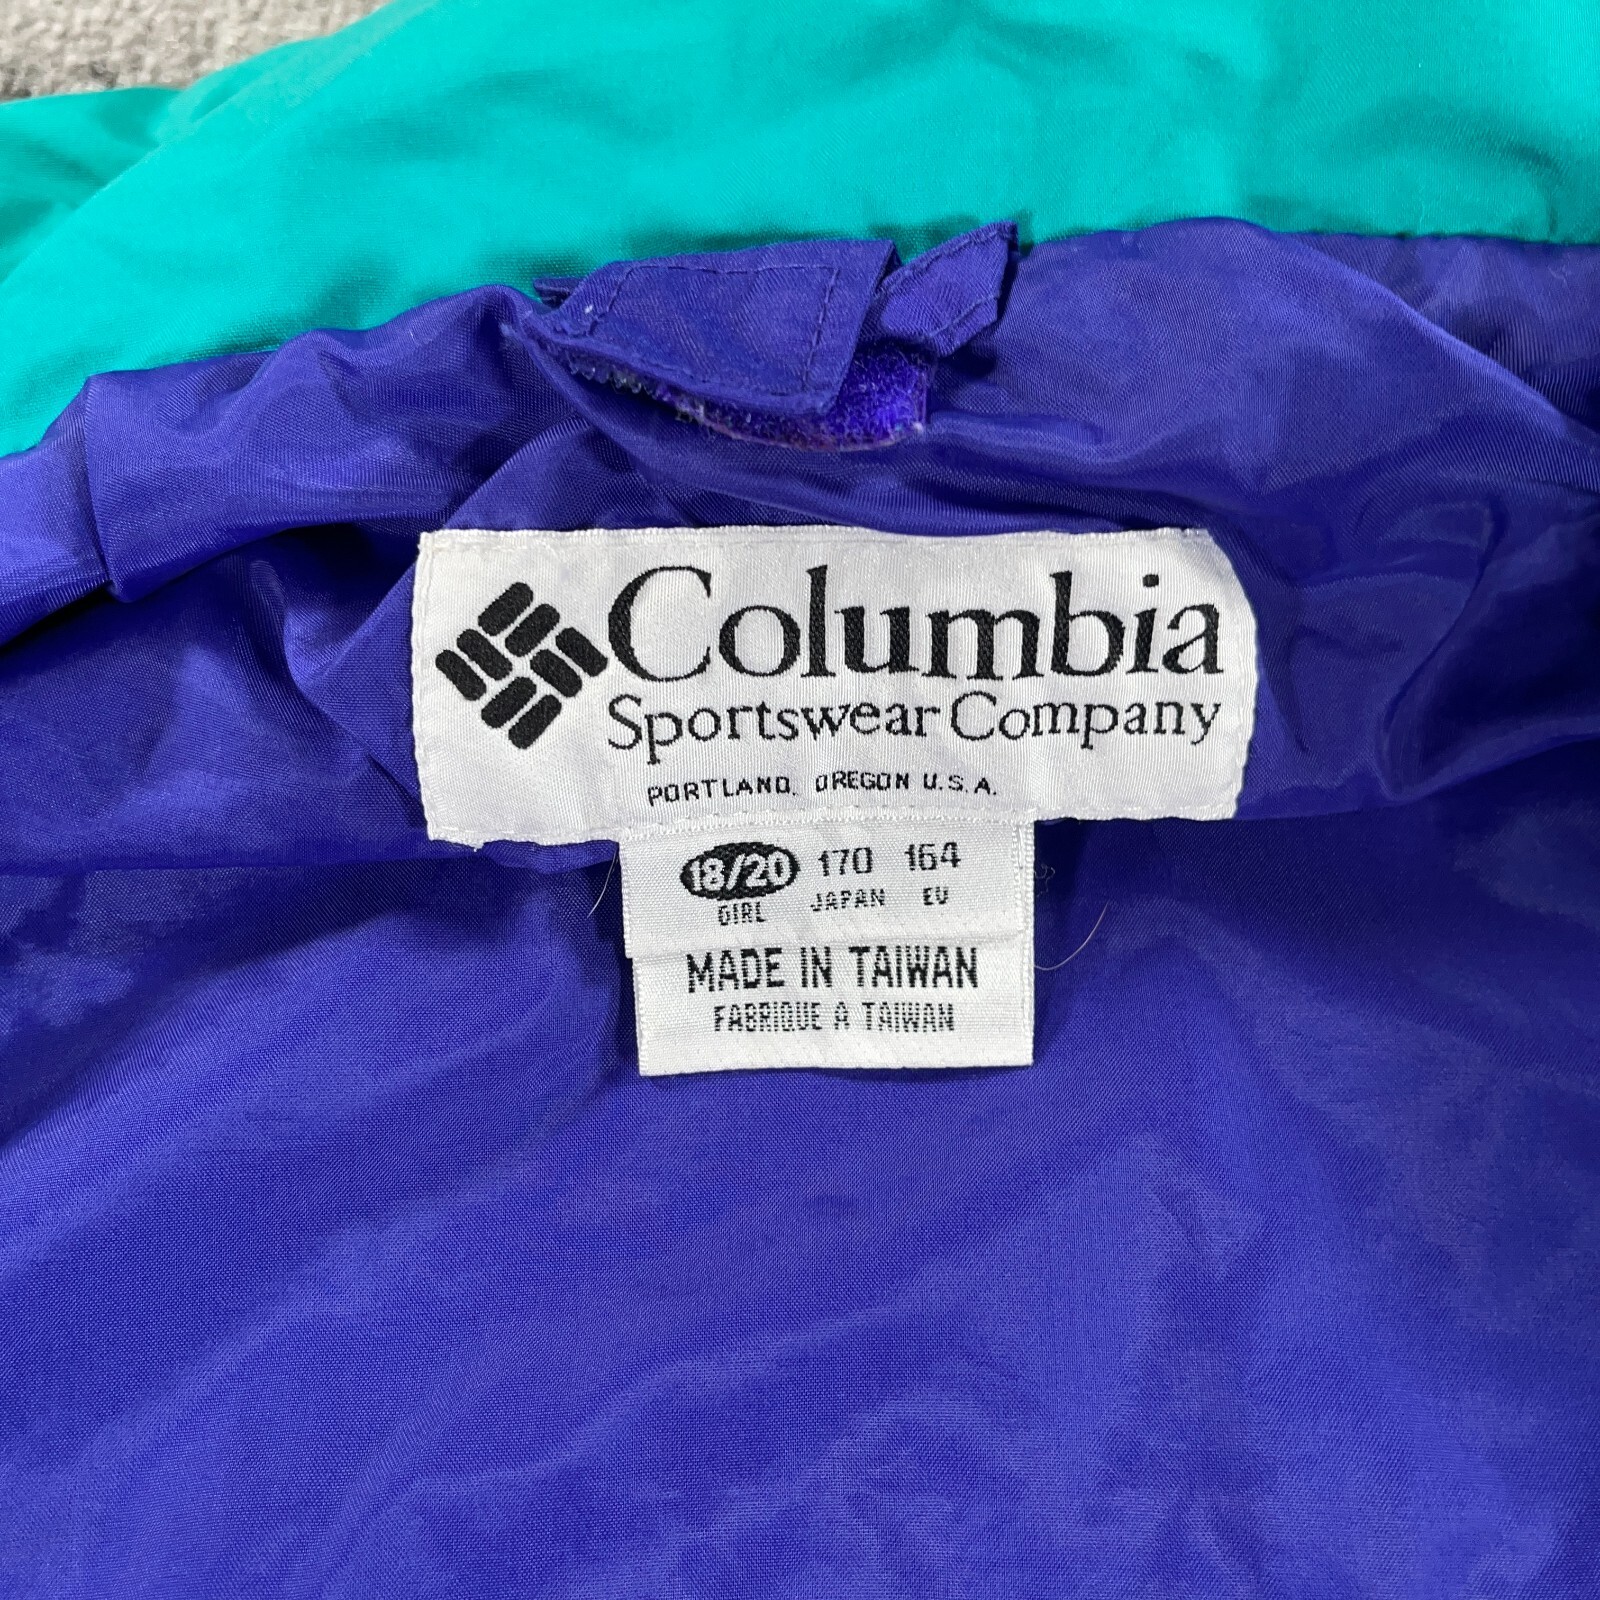 Columbia
Sportswear Company
PORTLAND, OREGON U.S.A.
18/20 170 164
GIRL JAPAN EU
MADE IN TAIWAN
FABRIQUE A TAIWAN